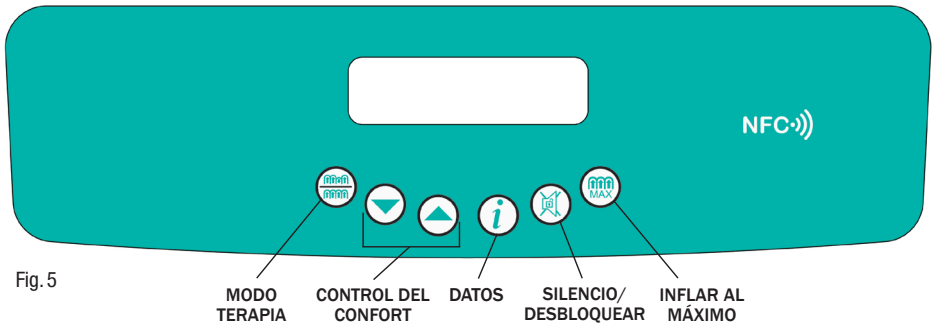 NFC
i
MAX
Fig. 5
MODO
TERAPIA
CONTROL DEL
CONFORT
DATOS
SILENCIO/
DESBLOQUEAR
INFLAR AL
MÁXIMO